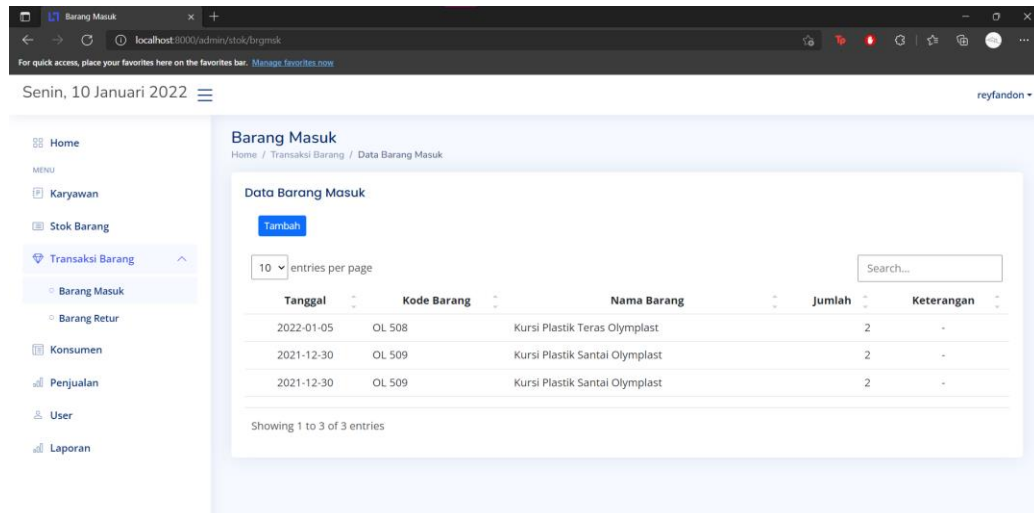 Barang Masuk
localhost:8000/admin/stok/brgmsk
For quick access, place your favorites here on the favorites bar. Manage favorites now
Senin, 10 Januari 2022
reyfandon
Home
MENU
Karyawan
Stok Barang
Transaksi Barang
Barang Masuk
Barang Retur
Konsumen
Penjualan
User
Laporan
Barang Masuk
Home / Transaksi Barang / Data Barang Masuk
Data Barang Masuk
Tambah
10 entries per page
Search...
Tanggal Kode Barang Nama Barang Jumlah Keterangan
2022-01-05 OL 508 Kursi Plastik Teras Olymplast 2 -
2021-12-30 OL 509 Kursi Plastik Santai Olymplast 2 -
2021-12-30 OL 509 Kursi Plastik Santai Olymplast 2 -
Showing 1 to 3 of 3 entries